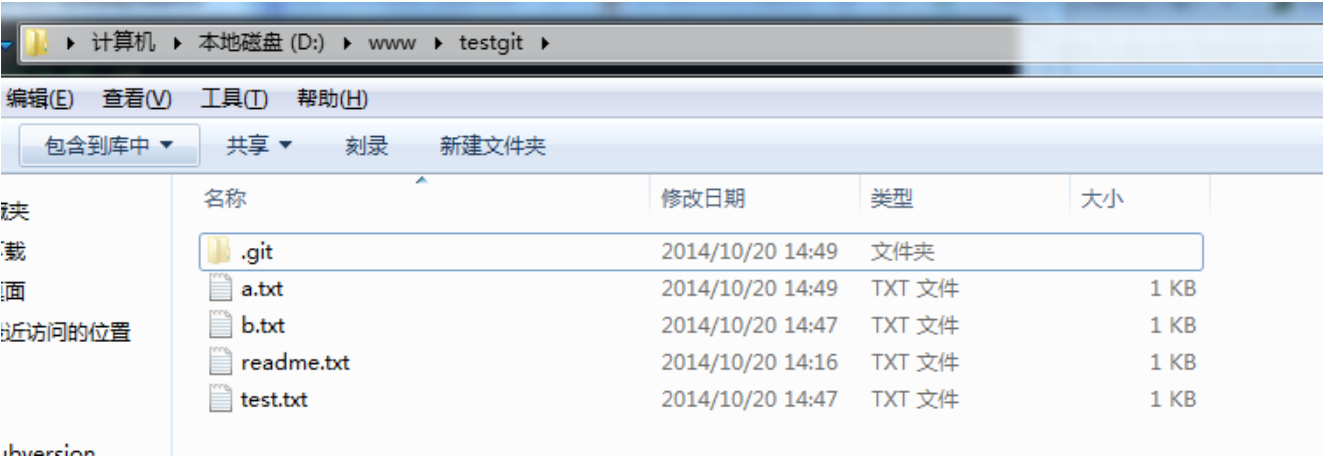 计算机 本地磁盘 (D:) www testgit
编辑(E) 查看(V) 工具(T) 帮助(H)
包含到库中 共享 刻录 新建文件夹
名称 修改日期 类型 大小
.git 2014/10/20 14:49 文件夹
a.txt 2014/10/20 14:49 TXT 文件 1 KB
b.txt 2014/10/20 14:47 TXT 文件 1 KB
readme.txt 2014/10/20 14:16 TXT 文件 1 KB
test.txt 2014/10/20 14:47 TXT 文件 1 KB
夹
载
面
近访问的位置